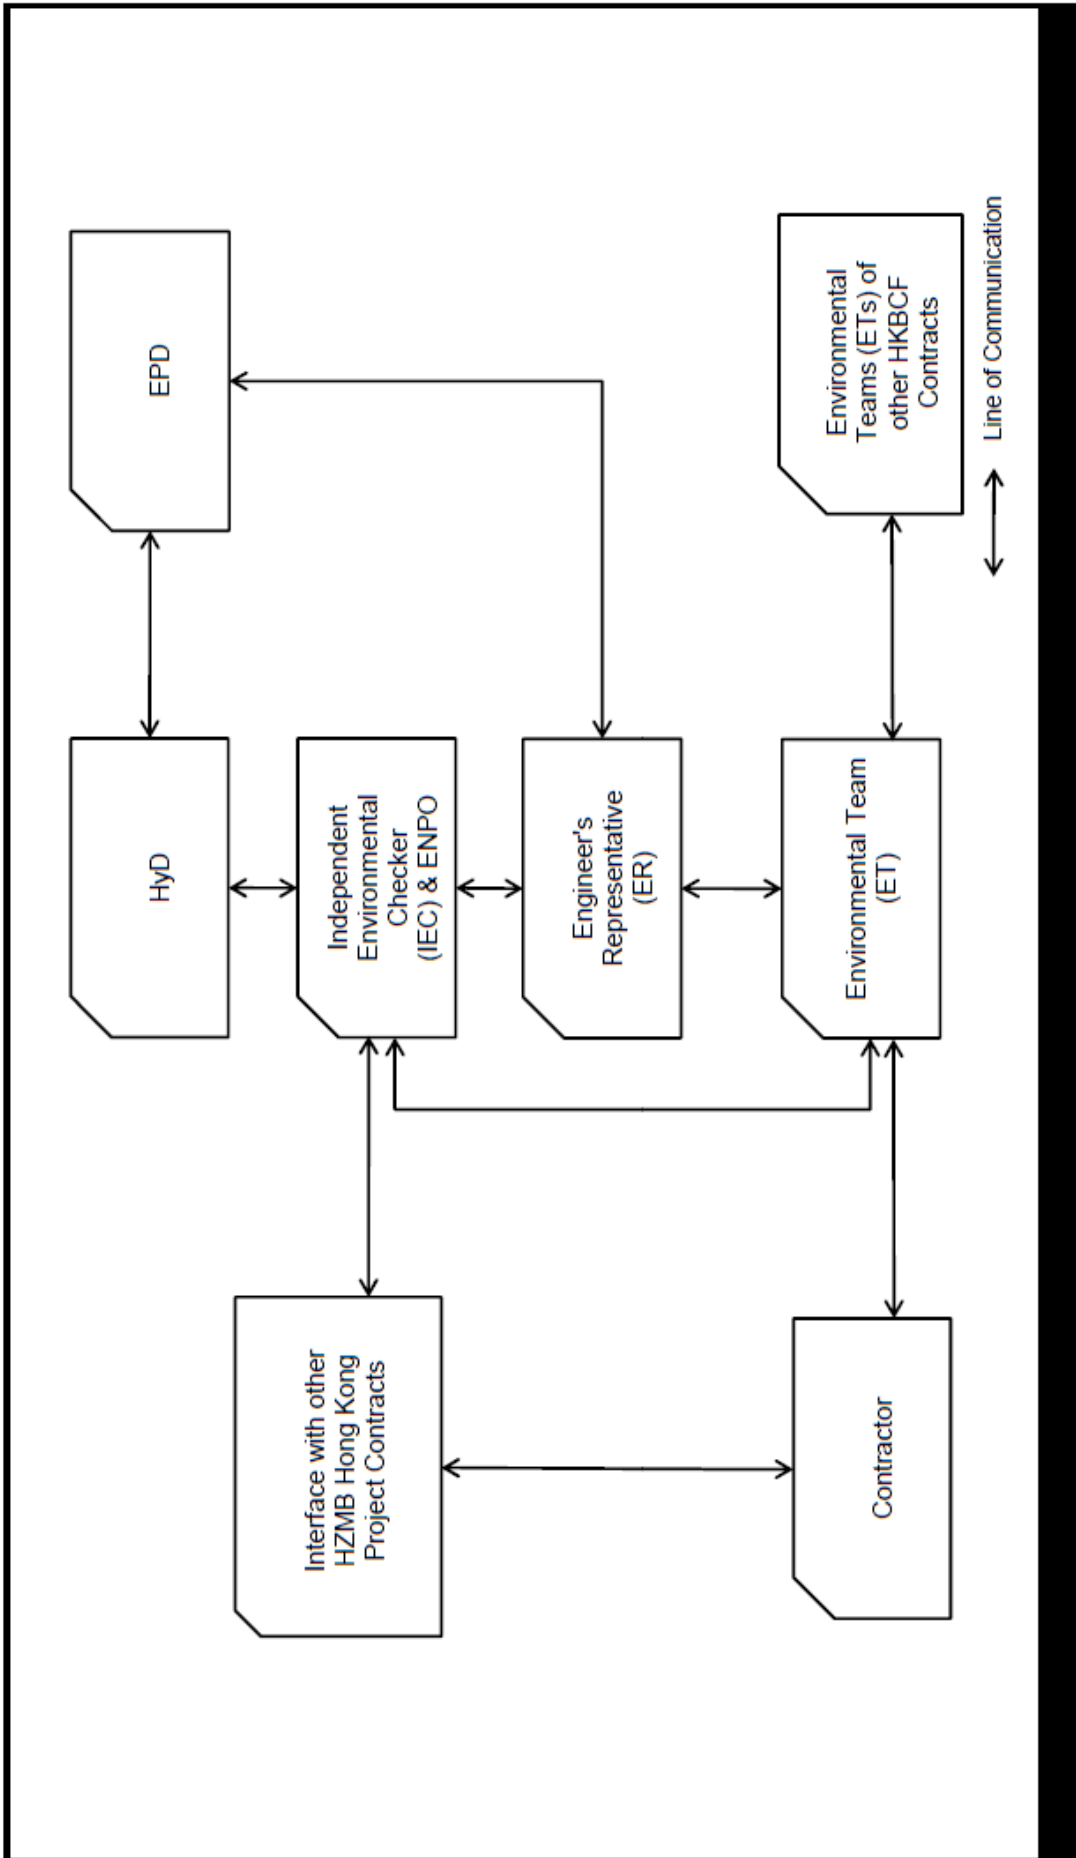 HyD
EPD
Interface with other
HZMB Hong Kong
Project Contracts
Independent
Environmental
Checker
(IEC) & ENPO
Engineer's
Representative
(ER)
Contractor
Environmental Team
(ET)
Environmental
Teams (ETs) of
other HKBCF
Contracts
Line of Communication